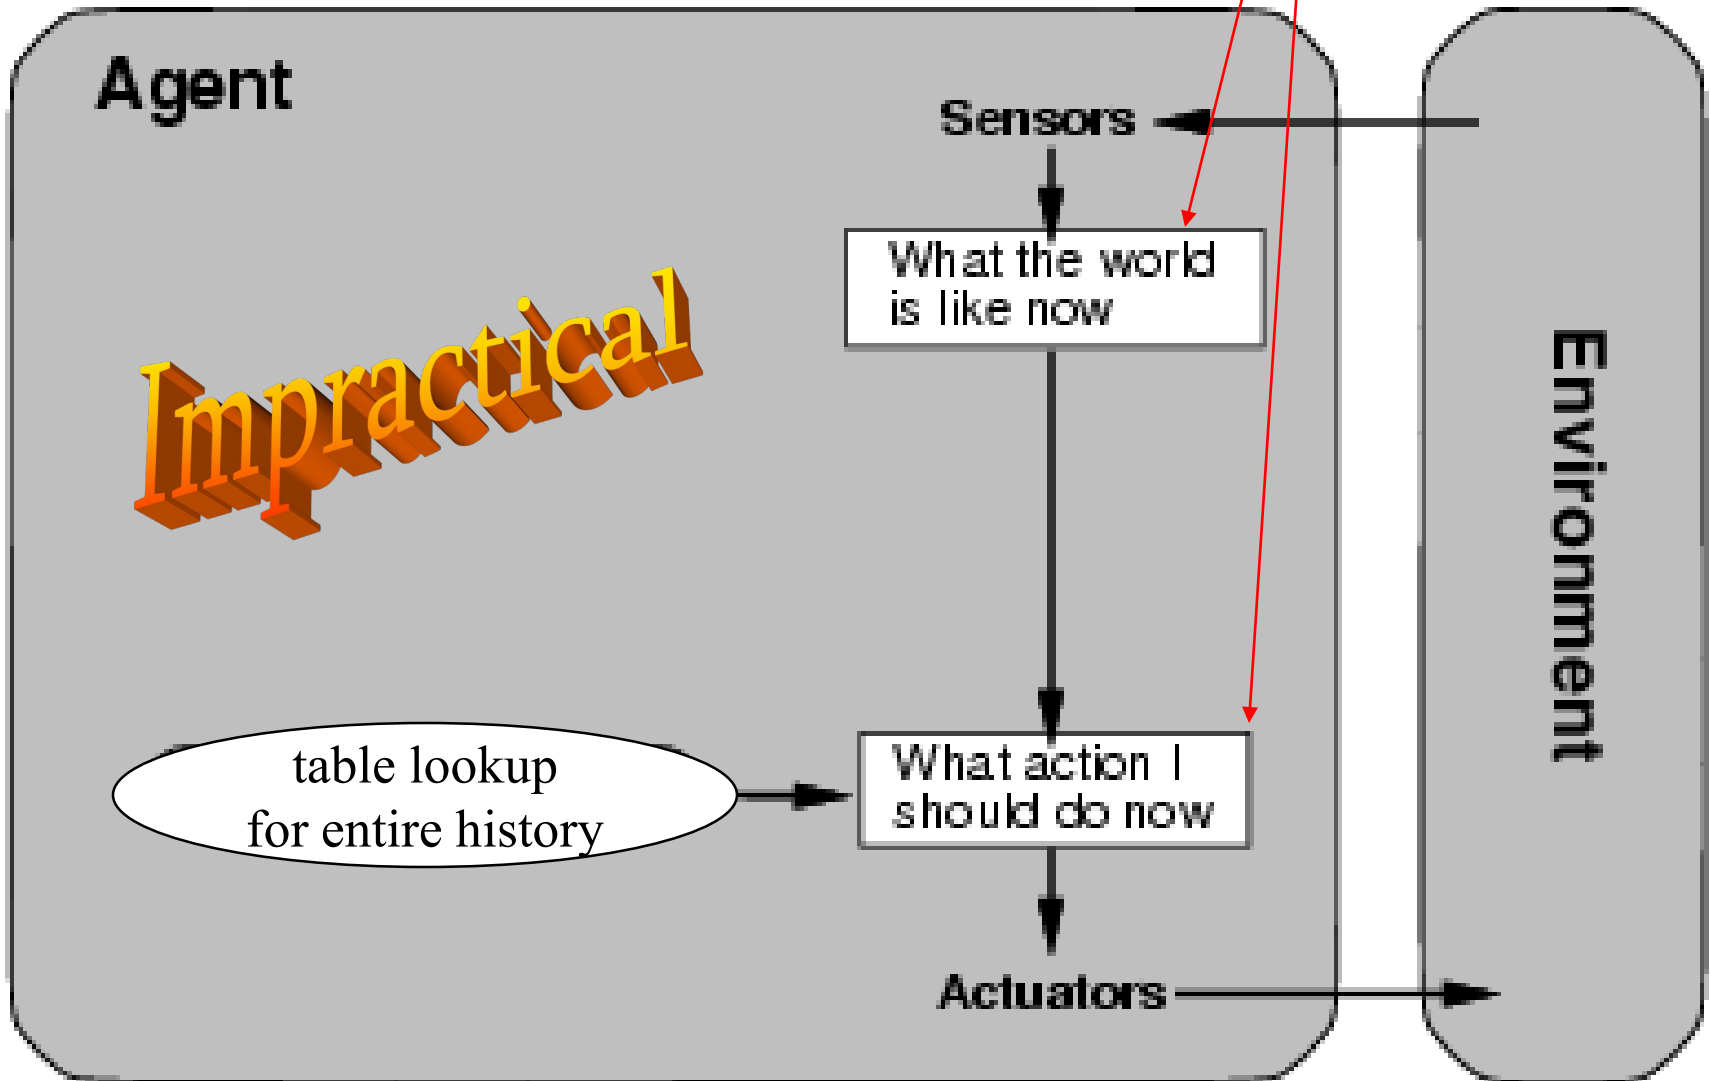 Agent
Sensors
What the world
is like now
Impractical
Environment
table lookup
for entire history
What action I
should do now
Actuators